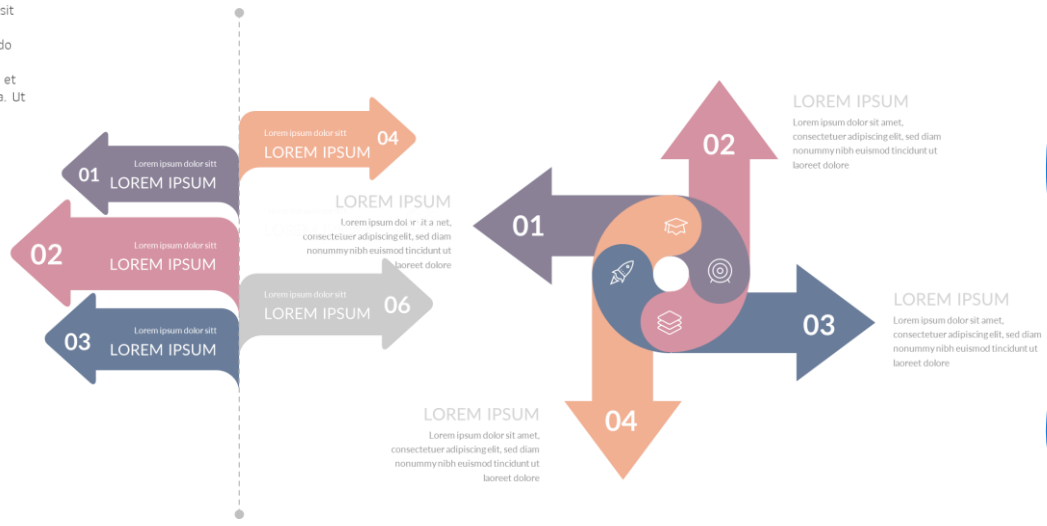 sit
do
et
a. Ut
Lorem ipsum dolor sitt
04
LOREM IPSUM
Lorem ipsum dolor sitt
01
LOREM IPSUM
Lorem ipsum dolor sitt
02
LOREM IPSUM
Lorem ipsum dolor sitt
06
LOREM IPSUM
Lorem ipsum dolor sitt
03
LOREM IPSUM
LOREM IPSUM
Lorem ipsum dolor sit amet,
consectetuer adipiscing elit, sed diam
nonummy nibh euismod tincidunt ut
laoreet dolore
01
02
LOREM IPSUM
Lorem ipsum dolor sit amet,
consectetuer adipiscing elit, sed diam
nonummy nibh euismod tincidunt ut
laoreet dolore
03
LOREM IPSUM
Lorem ipsum dolor sit amet,
consectetuer adipiscing elit, sed diam
nonummy nibh euismod tincidunt ut
laoreet dolore
04
LOREM IPSUM
Lorem ipsum dolor sit amet,
consectetuer adipiscing elit, sed diam
nonummy nibh euismod tincidunt ut
laoreet dolore